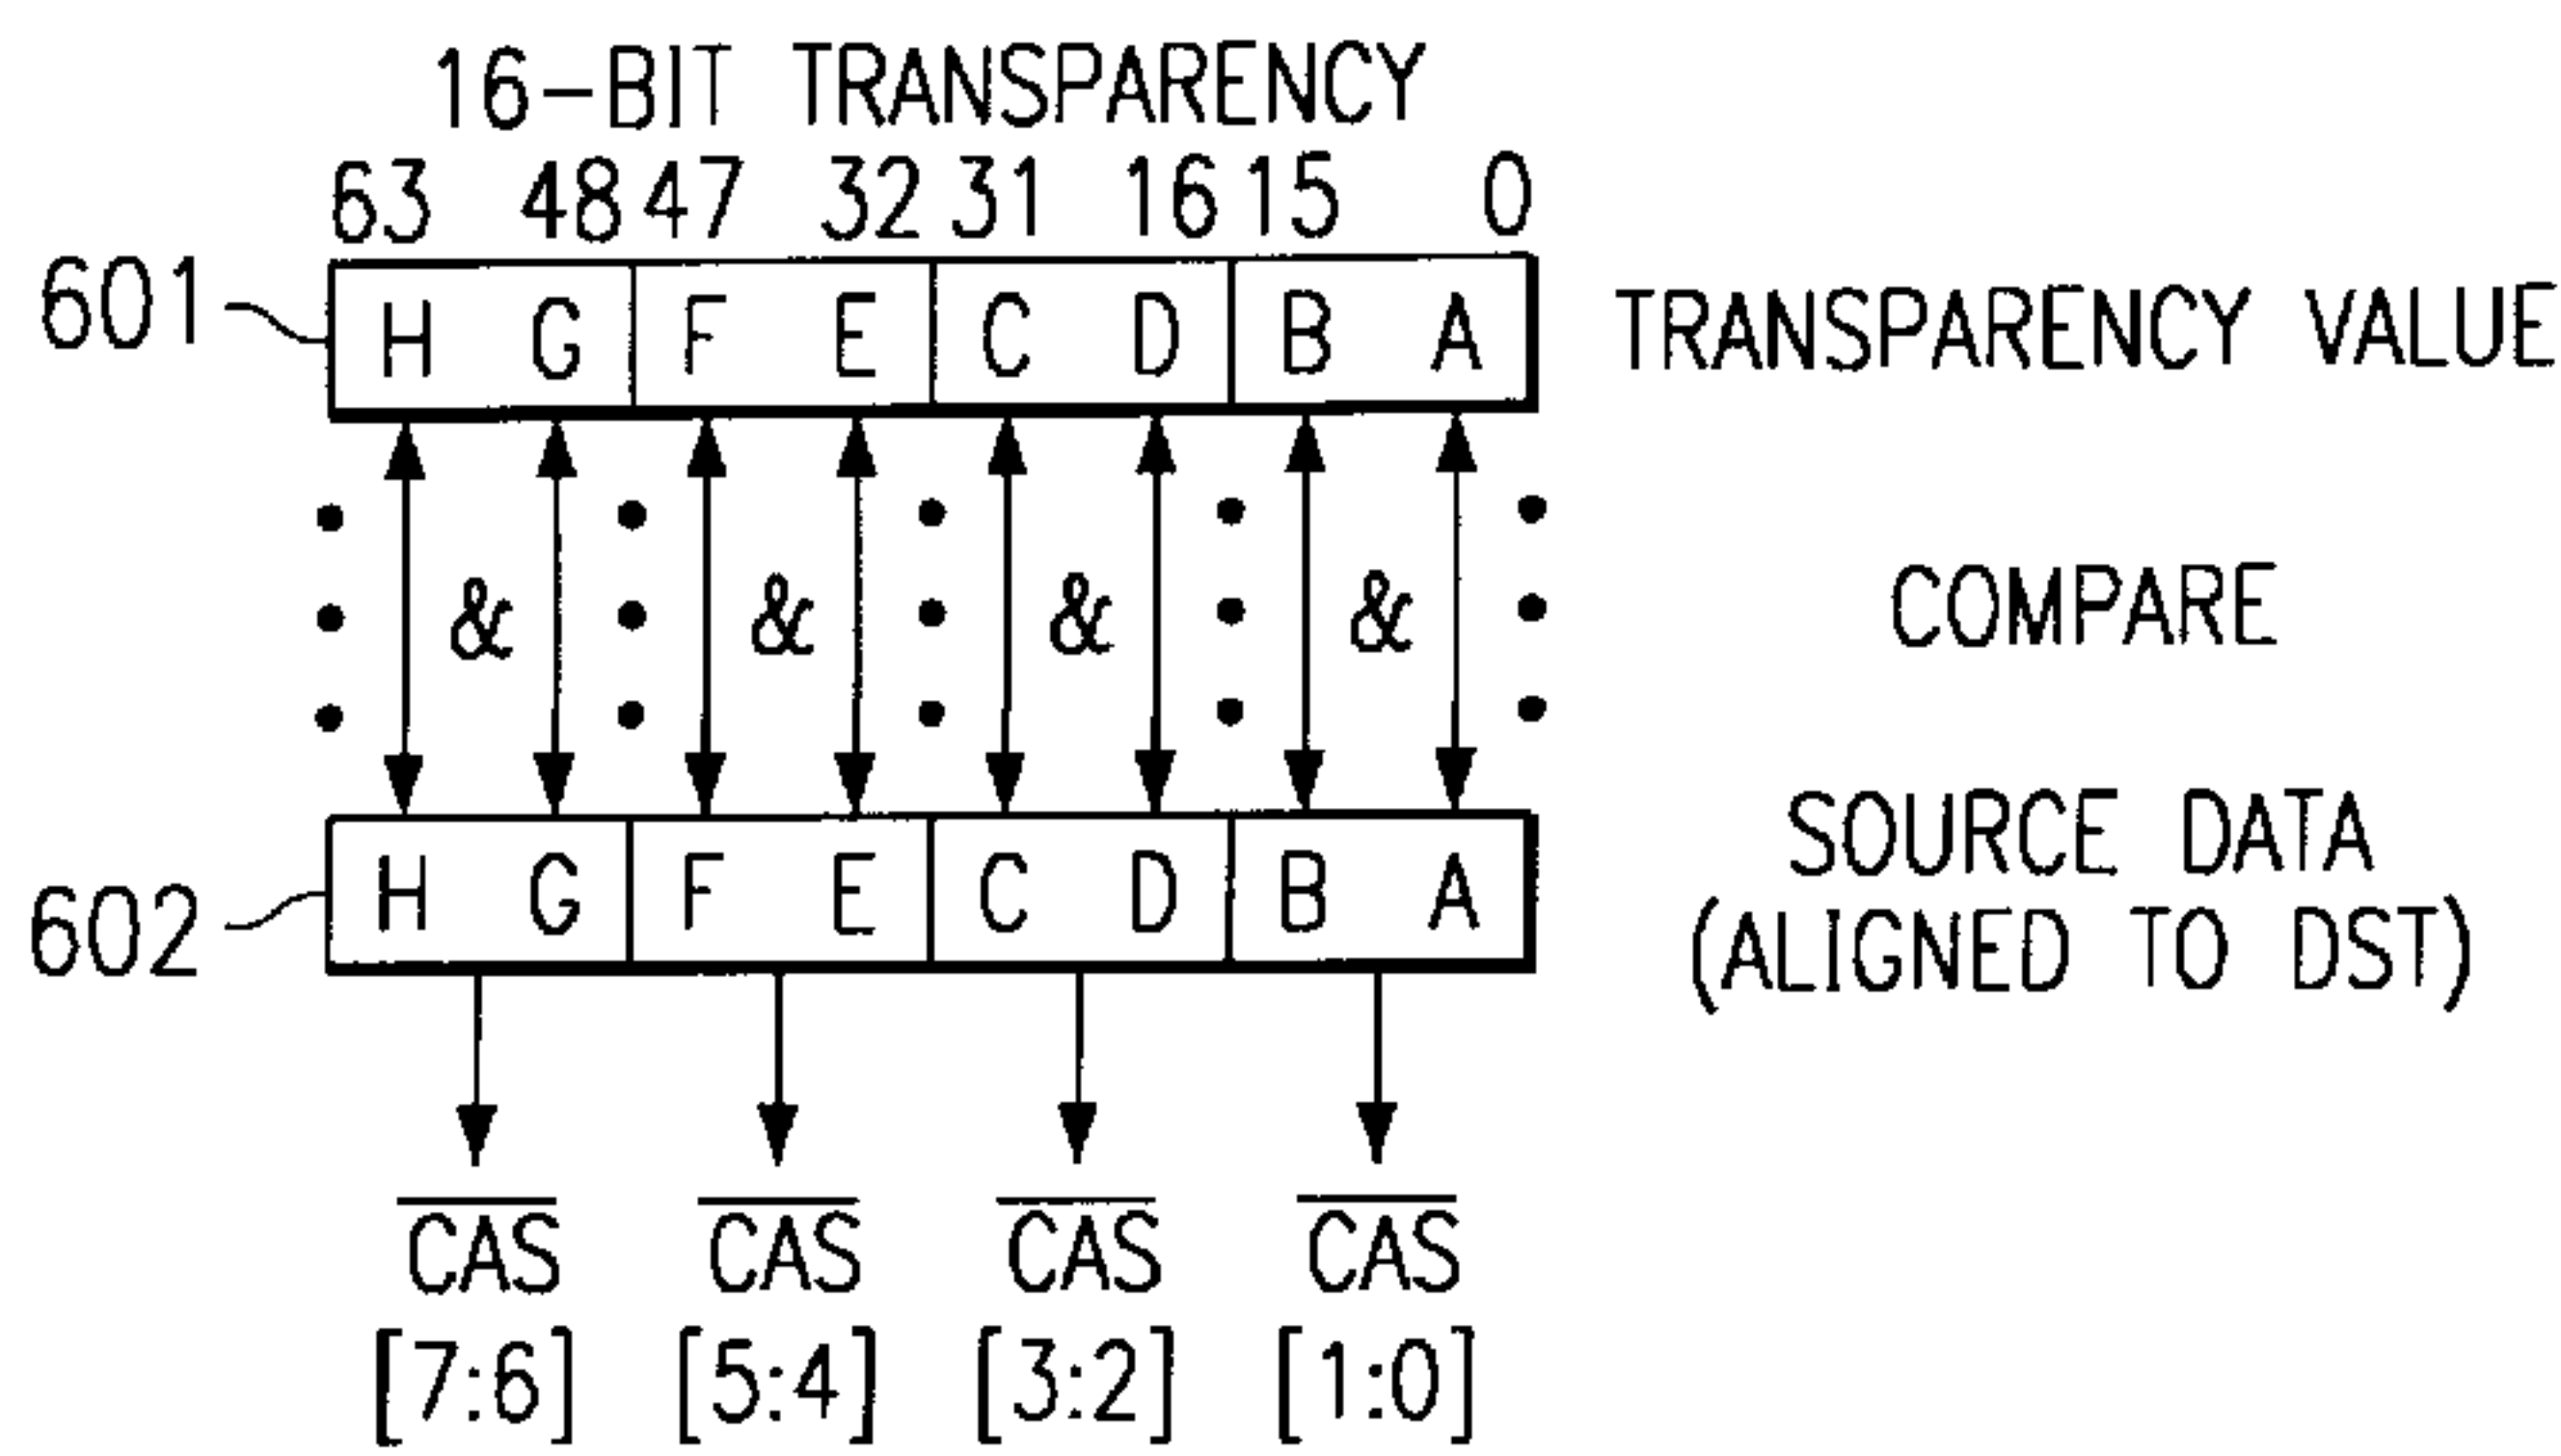 16-BIT TRANSPARENCY
63 48 47 32 31 16 15 0
601 H G F E C D B A TRANSPARENCY VALUE
& & & & COMPARE
SOURCE DATA
602 H G F E C D B A (ALIGNED TO DST)
CAS CAS CAS CAS
[7:6] [5:4] [3:2] [1:0]